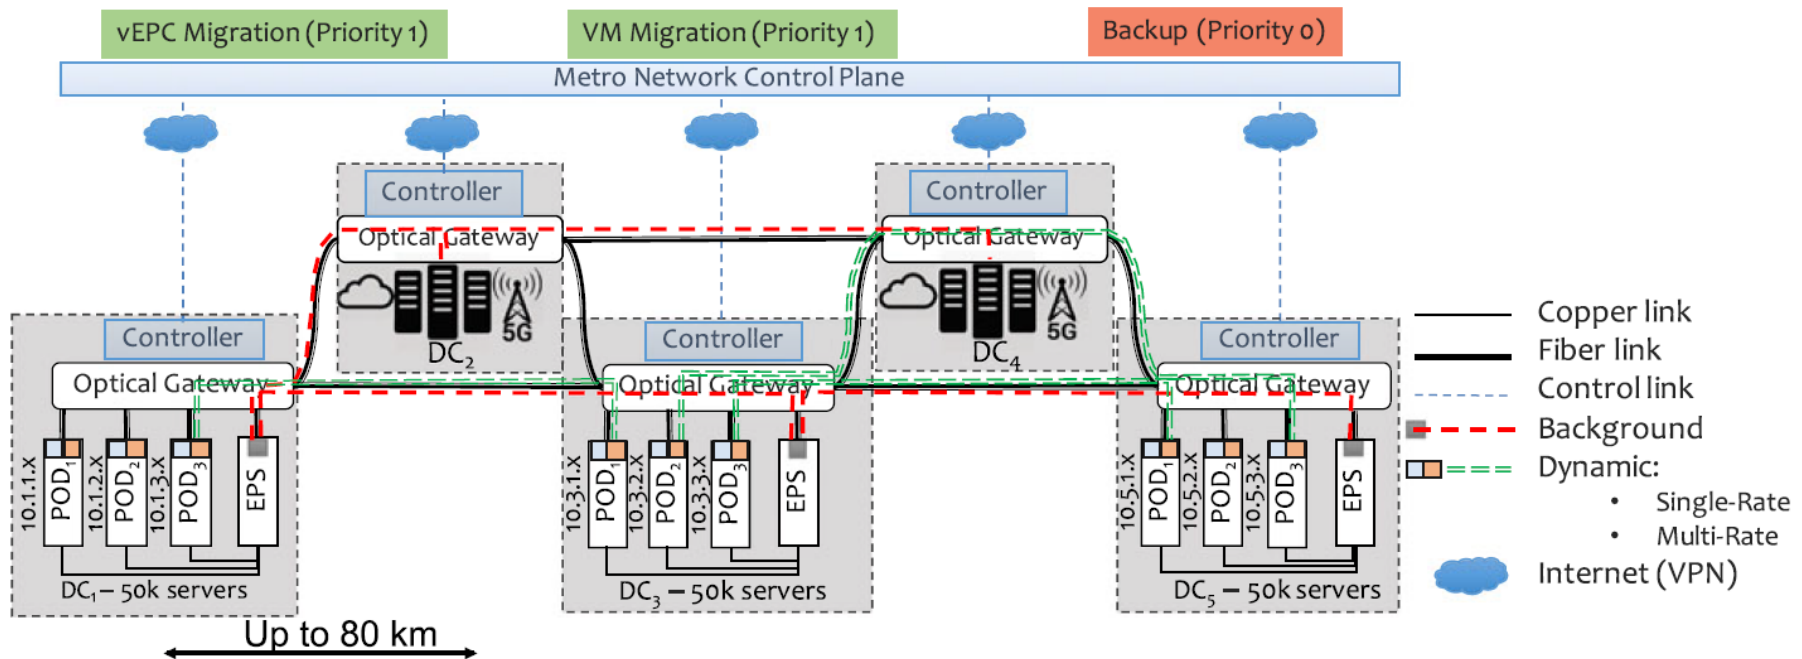 vEPC Migration (Priority 1)
VM Migration (Priority 1)
Backup (Priority 0)
Metro Network Control Plane
Controller
Optical Gateway
5G
DC2
Controller
Optical Gateway
5G
DC4
Controller
Optical Gateway
10.1.1.X
POD1
10.1.2.X
POD2
10.1.3.X
POD3
EPS
DC1– 50k servers
Controller
Optical Gateway
10.3.1.X
POD1
10.3.2.X
POD2
10.3.3.X
POD3
EPS
DC3 – 50k servers
Controller
Optical Gateway
10.5.1.X
POD1
10.5.2.X
POD2
10.5.3.X
POD3
EPS
DC5 – 50k servers
Up to 80 km
Copper link
Fiber link
Control link
Background
Dynamic:
• Single-Rate
• Multi-Rate
Internet (VPN)